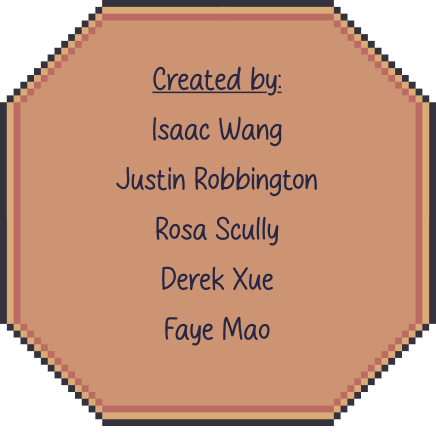 Created by:
Isaac Wang
Justin Robbington
Rosa Scully
Derek Xue
Faye Mao